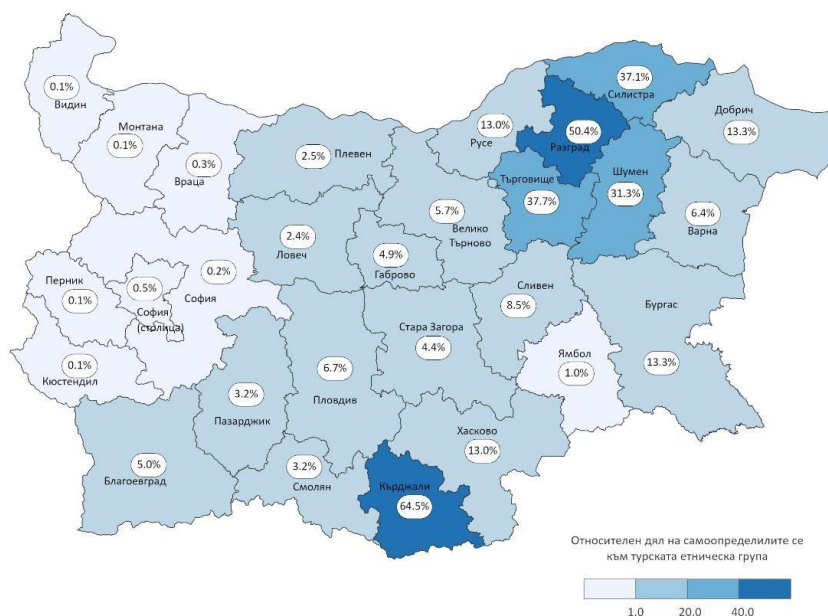 0.1%
Видин
Монтана
0.1%
0.3%
Враца
2.5%
Плевен
13.0%
Русе
37.1%
Силистра
50.4%
Разград
Добрич
13.3%
Търговище
37.7%
Шумен
31.3%
6.4%
Варна
2.4%
Ловеч
4.9%
Габрово
5.7%
Велико
Търново
Перник
0.1%
0.5%
София
(столица)
0.2%
София
0.1%
Кюстендил
3.2%
Пазарджик
6.7%
Пловдив
Стара Загора
4.4%
Сливен
8.5%
Ямбол
1.0%
Бургас
13.3%
5.0%
Благоевград
3.2%
Смолян
Хасково
13.0%
Кърджали
64.5%
Относителен дял на самоопределилите се
към турската етническа група
1.0 20.0 40.0